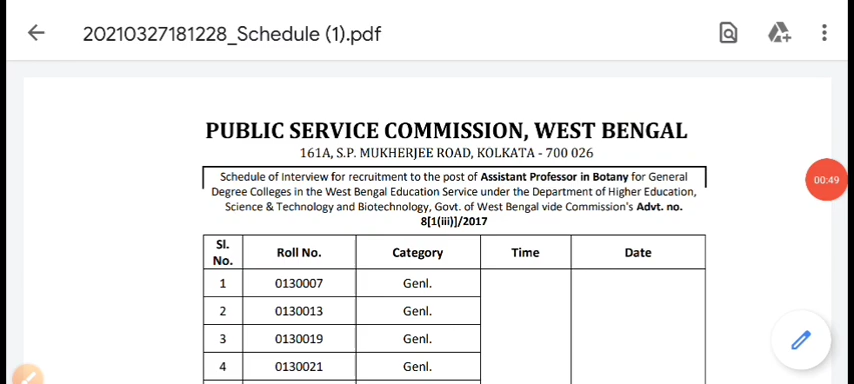 20210327181228_Schedule (1).pdf
PUBLIC SERVICE COMMISSION, WEST BENGAL
161A, S.P. MUKHERJEE ROAD, KOLKATA - 700 026
Schedule of Interview for recruitment to the post of Assistant Professor in Botany for General
Degree Colleges in the West Bengal Education Service under the Department of Higher Education,
Science & Technology and Biotechnology, Govt. of West Bengal vide Commission's Advt. no.
8[1(iii)]/2017
00:49
Sl. No. Roll No. Category Time Date
1 0130007 Genl.
2 0130013 Genl.
3 0130019 Genl.
4 0130021 Genl.